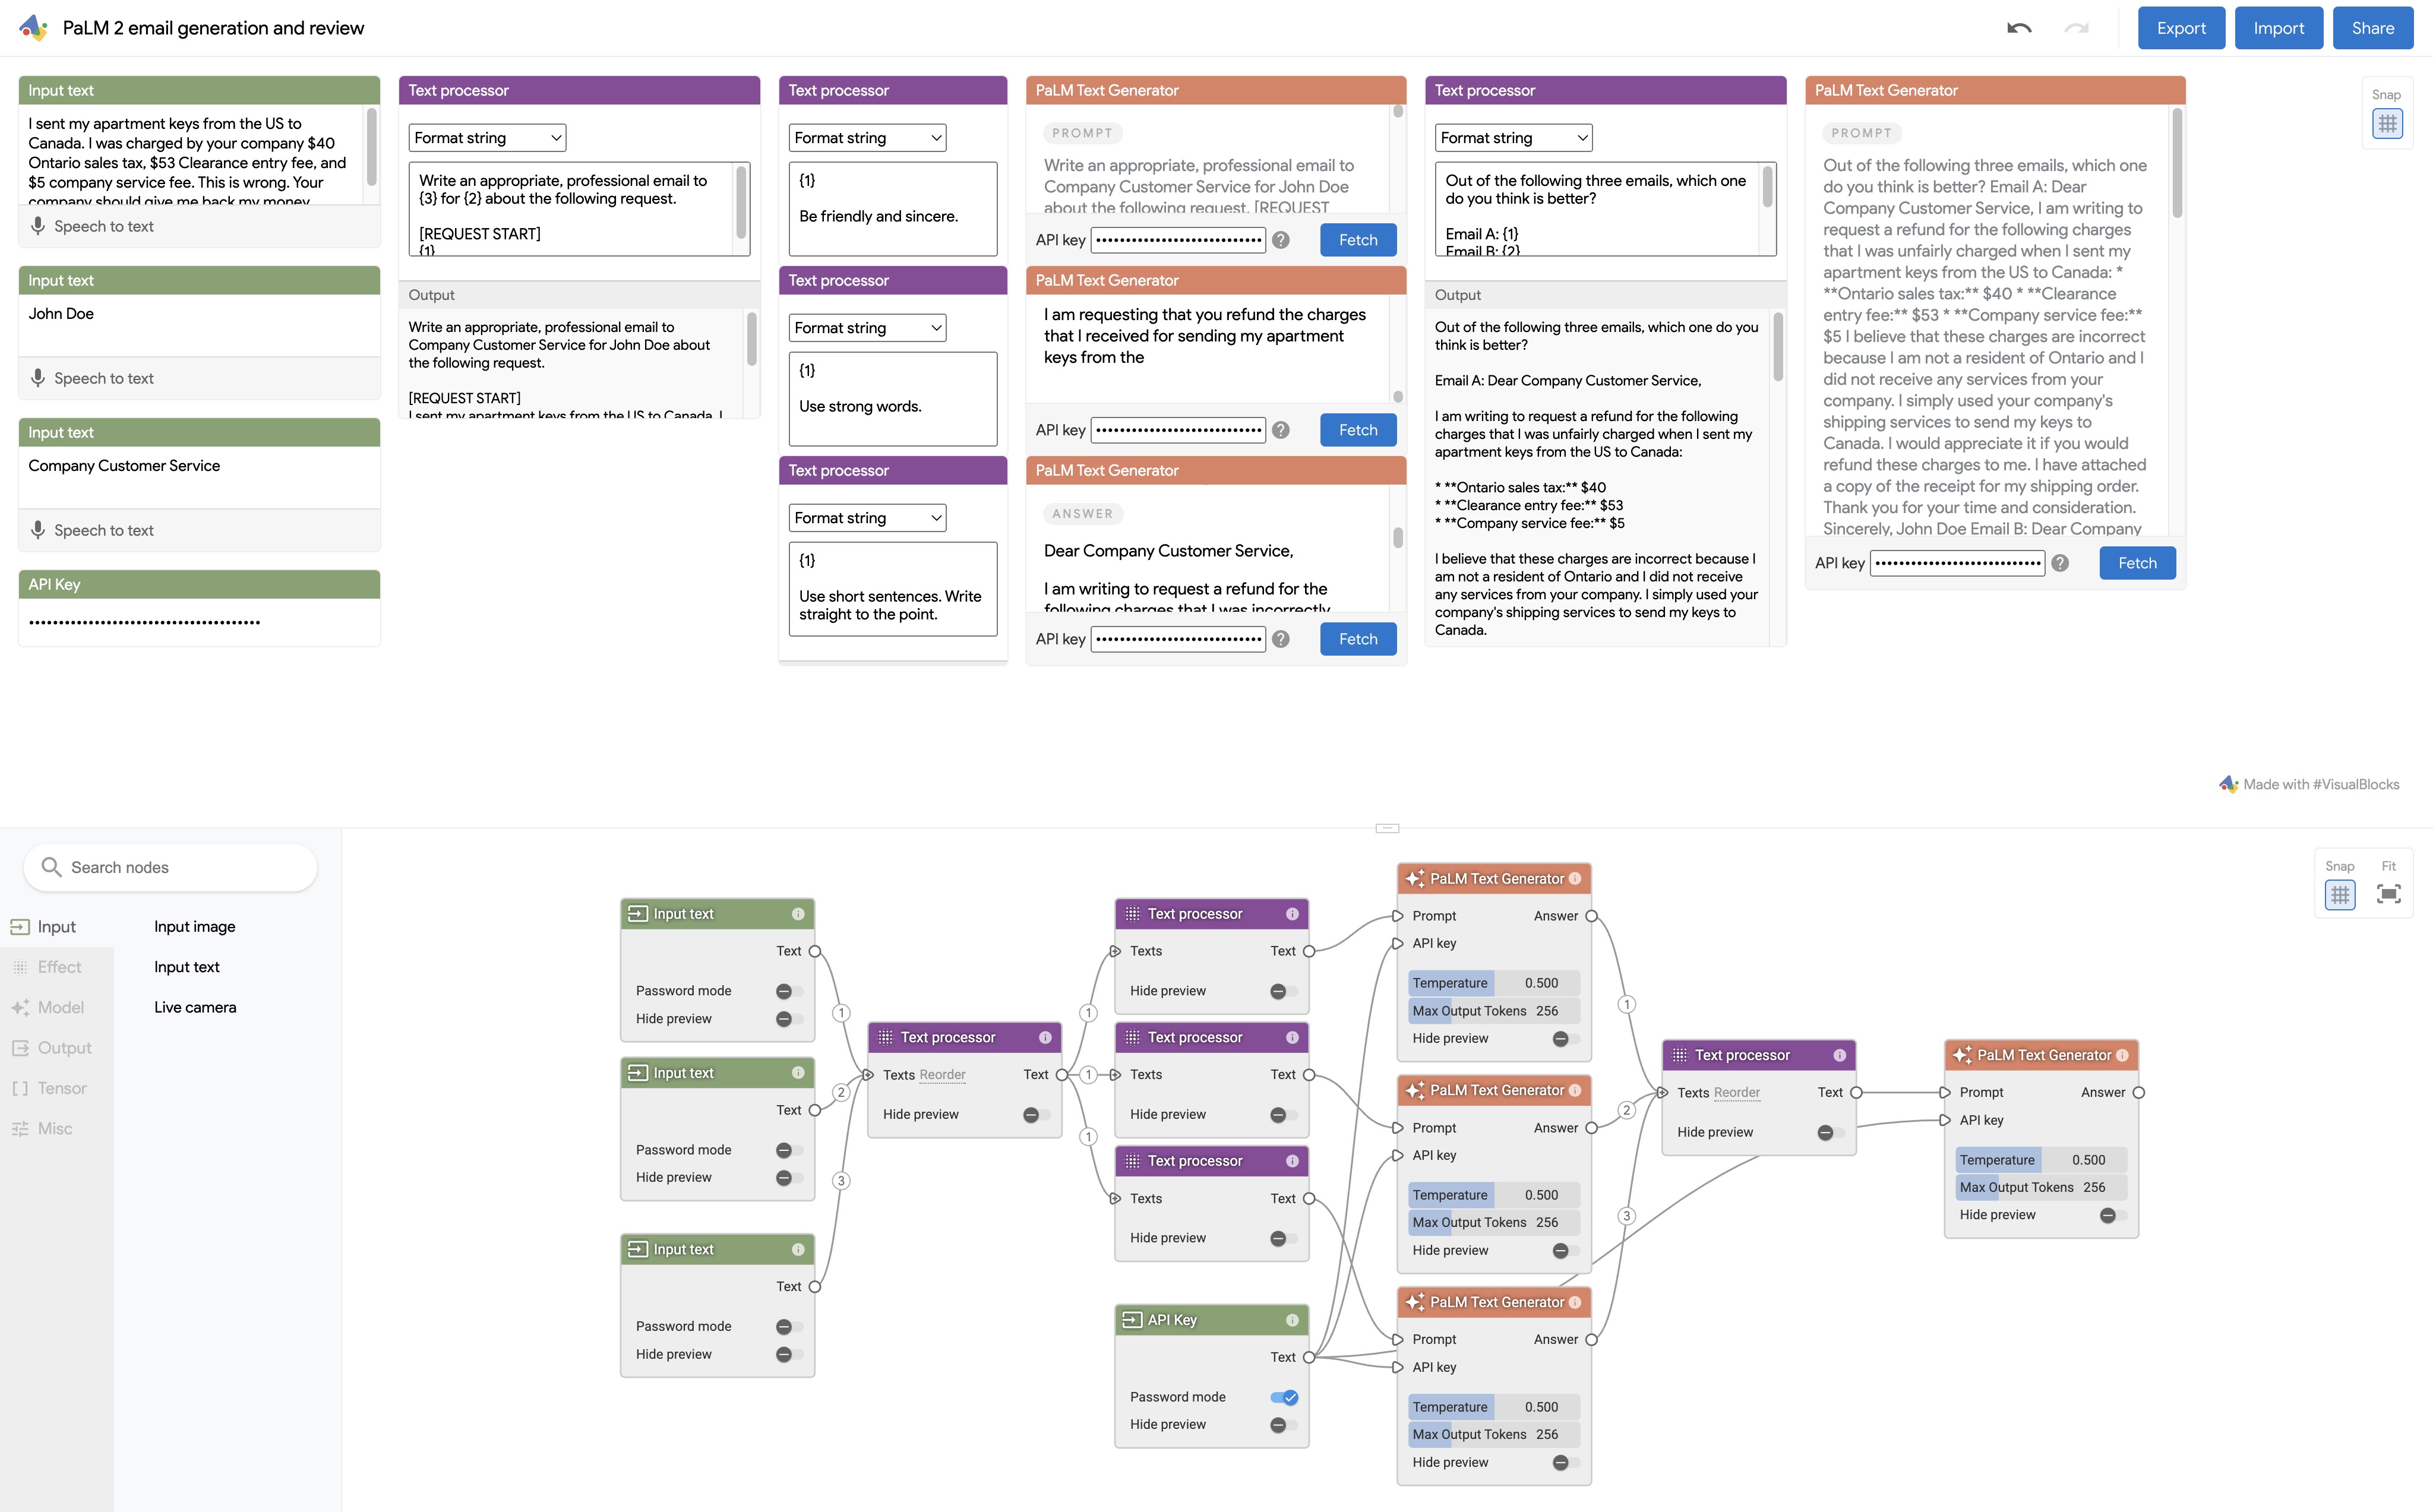 PaLM 2 email generation and review
Export
Import
Share
Input text
I sent my apartment keys from the US to
Canada. I was charged by your company $40
Ontario sales tax, $53 Clearance entry fee, and
$5 company service fee. This is wrong. Your
company should give me back my money
Speech to text
Input text
John Doe
Speech to text
Input text
Company Customer Service
Speech to text
API Key
Text processor
Format string
Write an appropriate, professional email to
{3} for {2} about the following request.
[REQUEST START]
{1}
Output
Write an appropriate, professional email to
Company Customer Service for John Doe about
the following request.
[REQUEST START]
I sent my apartment keys from the US to Canada. I
Text processor
Format string
{1}
Be friendly and sincere.
Text processor
Format string
{1}
Use strong words.
Text processor
Format string
{1}
Use short sentences. Write
straight to the point.
PaLM Text Generator
PROMPT
Write an appropriate, professional email to
Company Customer Service for John Doe
about the following request. [REQUEST
API key
Fetch
PaLM Text Generator
I am requesting that you refund the charges
that I received for sending my apartment
keys from the
API key
Fetch
PaLM Text Generator
ANSWER
Dear Company Customer Service,
I am writing to request a refund for the
following charges that I was incorrectly
API key
Fetch
Text processor
Format string
Out of the following three emails, which one
do you think is better?
Email A: {1}
Email B: {2}
Output
Out of the following three emails, which one do you
think is better?
Email A: Dear Company Customer Service,
I am writing to request a refund for the following
charges that I was unfairly charged when I sent my
apartment keys from the US to Canada:
* **Ontario sales tax:** $40
* **Clearance entry fee:** $53
* **Company service fee:** $5
I believe that these charges are incorrect because I
am not a resident of Ontario and I did not receive
any services from your company. I simply used your
company's shipping services to send my keys to
Canada.
PaLM Text Generator
PROMPT
Out of the following three emails, which one
do you think is better? Email A: Dear
Company Customer Service, I am writing to
request a refund for the following charges
that I was unfairly charged when I sent my
apartment keys from the US to Canada: *
**Ontario sales tax:** $40 * **Clearance
entry fee:** $53 * **Company service fee:**
$5 I believe that these charges are incorrect
because I am not a resident of Ontario and I
did not receive any services from your
company. I simply used your company's
shipping services to send my keys to
Canada. I would appreciate it if you would
refund these charges to me. I have attached
a copy of the receipt for my shipping order.
Thank you for your time and consideration.
Sincerely, John Doe Email B: Dear Company
API key
Fetch
Snap
Made with #VisualBlocks
Search nodes
Input
Effect
Model
Output
Tensor
Misc
Input image
Input text
Live camera
Input text
Text
Password mode
Hide preview
Input text
Text
Password mode
Hide preview
Input text
Text
Password mode
Hide preview
1
2
3
Text processor
Texts Reorder Text
Hide preview
1
1
1
Text processor
Texts Text
Hide preview
Text processor
Texts Text
Hide preview
Text processor
Texts Text
Hide preview
API Key
Text
Password mode
Hide preview
PaLM Text Generator
Prompt Answer
API key
Temperature 0.500
Max Output Tokens 256
Hide preview
PaLM Text Generator
Prompt Answer
API key
Temperature 0.500
Max Output Tokens 256
Hide preview
PaLM Text Generator
Prompt Answer
API key
Temperature 0.500
Max Output Tokens 256
Hide preview
1
2
3
Text processor
Texts Reorder Text
Hide preview
PaLM Text Generator
Prompt Answer
API key
Temperature 0.500
Max Output Tokens 256
Hide preview
Snap Fit